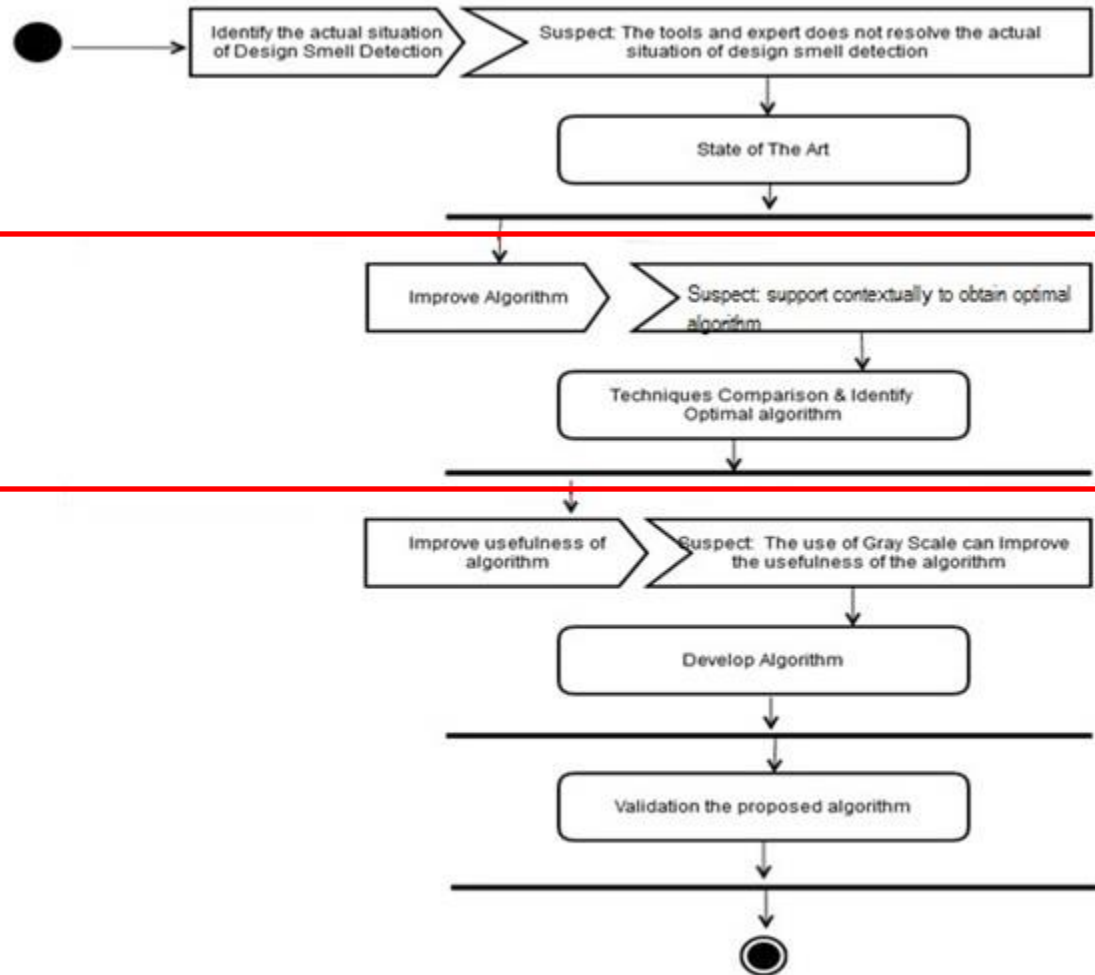 Identify the actual situation
of Design Smell Detection
Suspect: The tools and expert does not resolve the actual
situation of design smell detection
State of The Art
Improve Algorithm
Suspect: support contextually to obtain optimal
algorithm
Techniques Comparison & Identify
Optimal algorithm
Improve usefulness of
algorithm
Suspect: The use of Gray Scale can Improve
the usefulness of the algorithm
Develop Algorithm
Validation the proposed algorithm